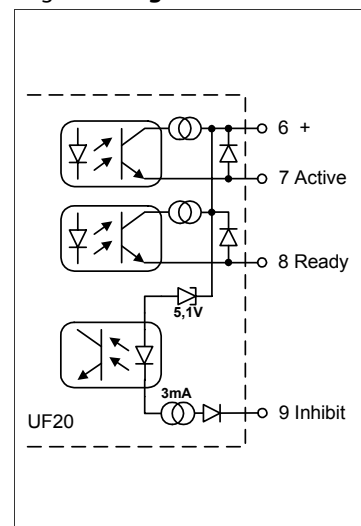 6 +
7 Active
8 Ready
5,1V
3mA
9 Inhibit
UF20